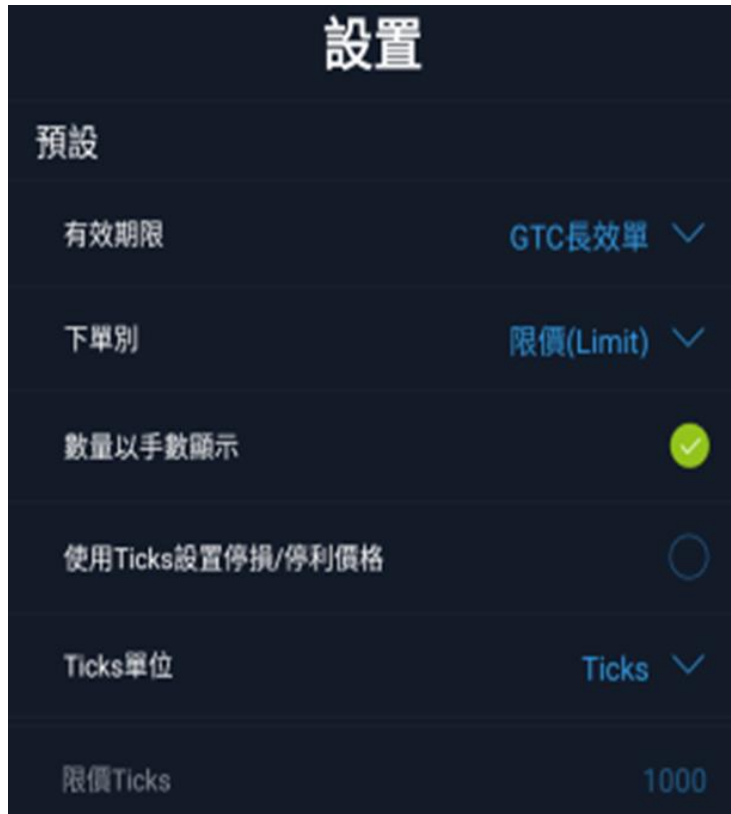 設置
預設
有效期限 GTC長效單
下單別 限價(Limit)
數量以手數顯示
使用Ticks設置停損/停利價格
Ticks單位 Ticks
限價Ticks 1000